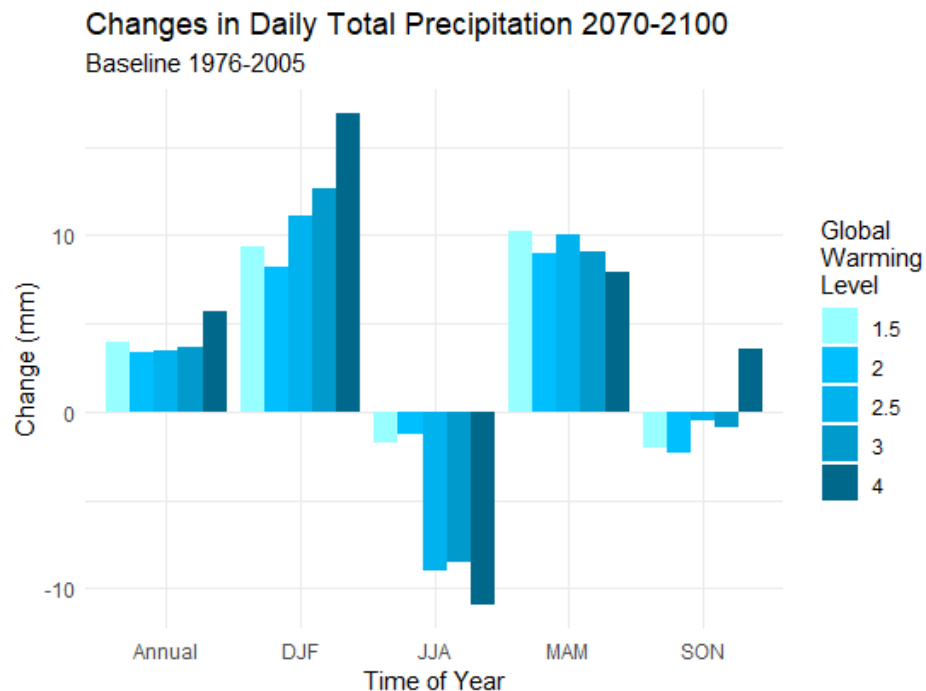 Changes in Daily Total Precipitation 2070-2100
Baseline 1976-2005
10
0
-10
Change (mm)
Annual DJF JJA MAM SON
Time of Year
Global
Warming
Level
1.5
2
2.5
3
4